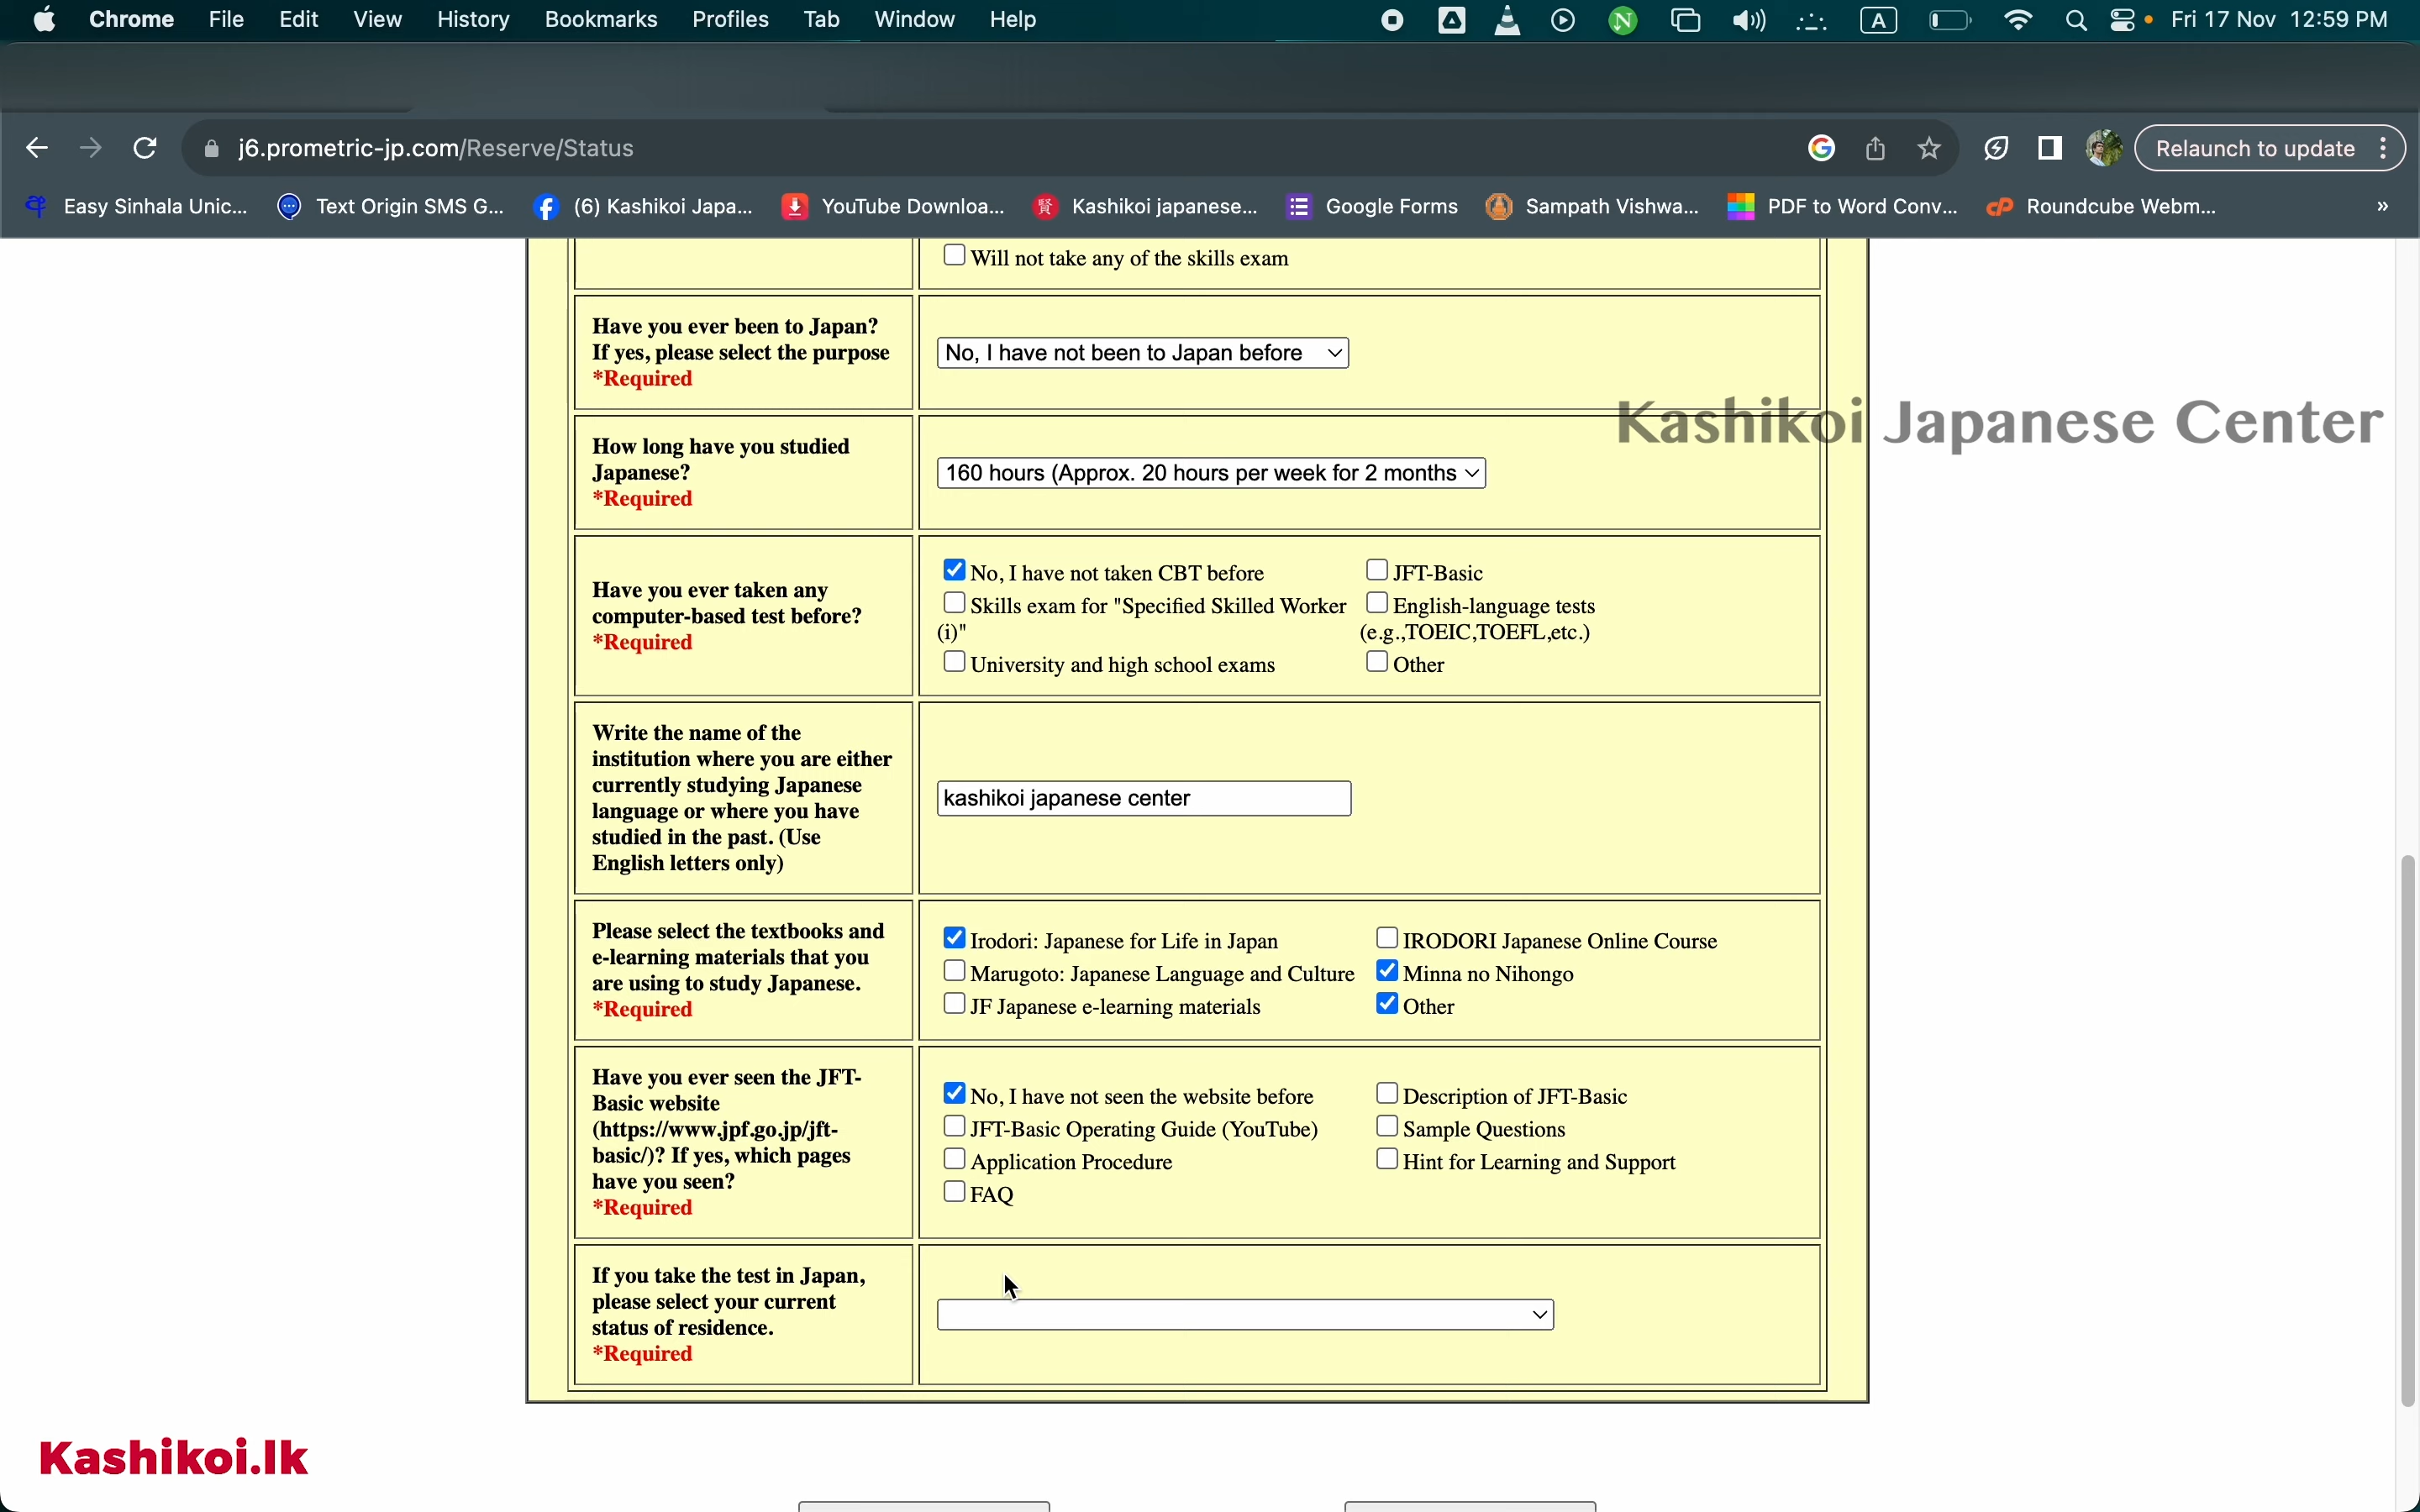 Chrome File Edit View History Bookmarks Profiles Tab Window Help A Fri 17 Nov 12:59 PM
j6.prometric-jp.com/Reserve/Status Relaunch to update
Easy Sinhala Unic... Text Origin SMS G... (6) Kashikoi Japa... YouTube Downloa... Kashikoi japanese... Google Forms Sampath Vishwa... PDF to Word Conv... Roundcube Webm... »
Will not take any of the skills exam
Have you ever been to Japan?
If yes, please select the purpose
*Required
No, I have not been to Japan before
Kashikoi Japanese Center
How long have you studied
Japanese?
*Required
160 hours (Approx. 20 hours per week for 2 months
Have you ever taken any
computer-based test before?
*Required
No, I have not taken CBT before JFT-Basic
Skills exam for "Specified Skilled Worker English-language tests
(i)" (e.g.,TOEIC,TOEFL,etc.)
University and high school exams Other
Write the name of the
institution where you are either
currently studying Japanese
language or where you have
studied in the past. (Use
English letters only)
kashikoi japanese center
Please select the textbooks and
e-learning materials that you
are using to study Japanese.
*Required
Irodori: Japanese for Life in Japan IRODORI Japanese Online Course
Marugoto: Japanese Language and Culture Minna no Nihongo
JF Japanese e-learning materials Other
Have you ever seen the JFT-
Basic website
(https://www.jpf.go.jp/jft-
basic/)? If yes, which pages
have you seen?
*Required
No, I have not seen the website before Description of JFT-Basic
JFT-Basic Operating Guide (YouTube) Sample Questions
Application Procedure Hint for Learning and Support
FAQ
If you take the test in Japan,
please select your current
status of residence.
*Required
Kashikoi.lk